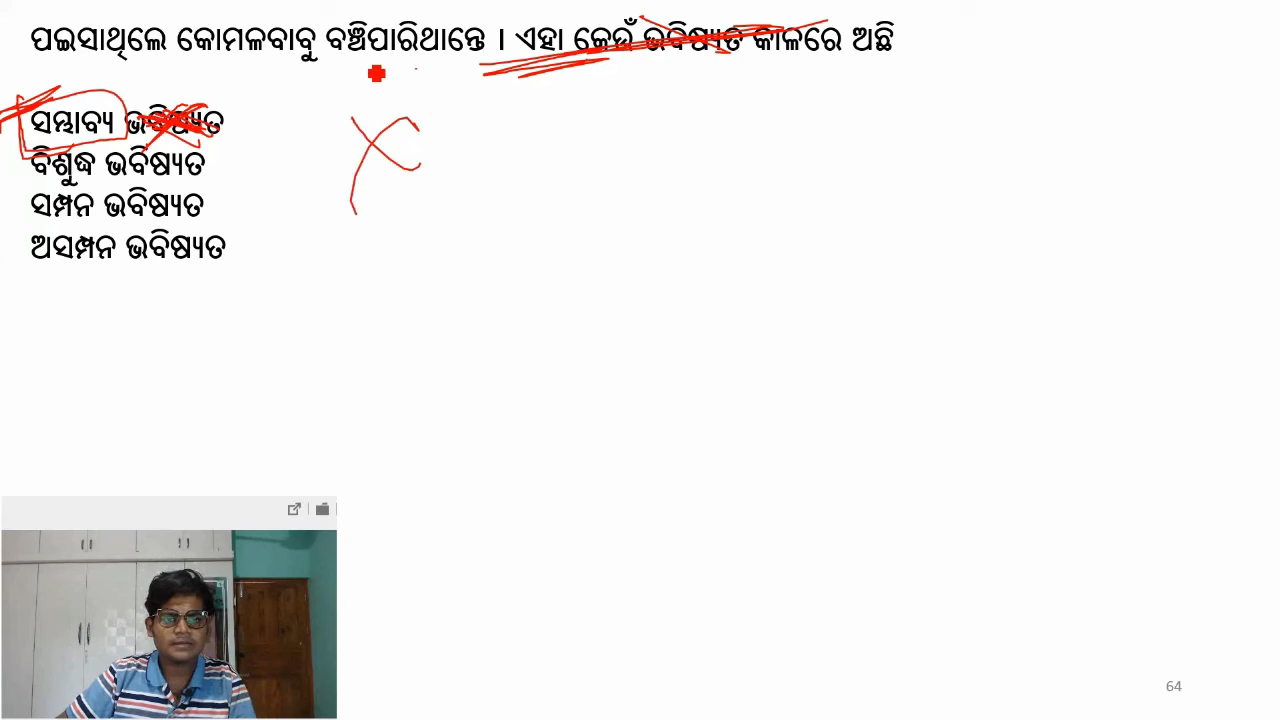 ପଇସାଥିଲେ କୋମଳବାବୁ ବଞ୍ଚିପାରିଥାନ୍ତେ । ଏହା କେଉଁ ଭବିଷ୍ୟତ କାଳରେ ଅଛି
ସମ୍ଭାବ୍ୟ ଭବିଷ୍ୟତ
ବିଶୁଦ୍ଧ ଭବିଷ୍ୟତ
ସମ୍ପନ ଭବିଷ୍ୟତ
ଅସମ୍ପନ ଭବିଷ୍ୟତ
64